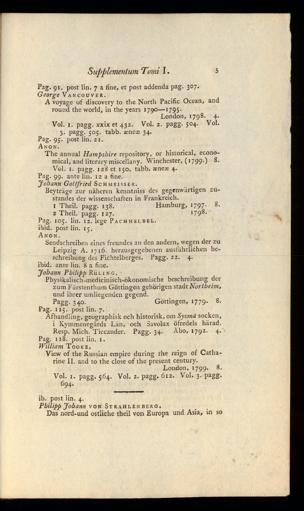 Supplementum Tomi I. 5
Pag. 91. post lin. 7 a fine, et post addenda pag. 307.
George VANCOUVER.
A voyage of discovery to the North Pacific Ocean, and
round the world, in the years 1790—1795.
London, 1798. 4.
Vol. 1. pagg. xxix et 432. Vol. 2. pagg. 504. Vol.
3. pagg. 505. tabb. æneæ 34.
Pag. 95. post lin. 21.
ANON.
The annual Hampshire repository, or historical, econo-
mical, and literary miscellany. Winchester, (1799.) 8.
Vol. 1. pagg. 128 et 150. tabb. æneæ 4.
Pag. 99. ante lin. 12 a fine.
Johann Gottfried SCHMEISSER.
Beyträge zur näheren kenntniss des gegenwärtigen zu-
standes der wissenschaften in Frankreich.
1 Theil. pagg. 138. Hamburg, 1797. 8.
2 Theil. pagg. 127. 1798.
Pag. 105. lin. 12. lege PACHHELBEL.
ibid. post lin. 15.
ANON.
Sendschreiben eines freundes an den andern, wegen der zu
Leipzig A. 1716. herausgegebenen ausführlichen be-
schreibung des Fichtelberges. Pagg. 22. 4.
ibid. ante lin. 8 a fine.
Johann Philipp RÜLING.
Physikalisch-medicinisch-ökonomische beschreibung der
zum Fürstenthum Göttingen gehörigen stadt Northeim,
und ihrer umliegenden gegend.
Pagg. 340. Göttingen, 1779. 8.
Pag. 115. post lin. 7.
Afhandling, geographisk och historisk, om Sysmä socken,
i Kymmenegårds Län, och Savolax öfredels härad.
Resp. Mich. Ticcander. Pagg. 34. Åbo, 1792. 4.
Pag. 128. post lin. 1.
William TOOKE.
View of the Russian empire during the reign of Catha-
rine II. and to the close of the present century.
London, 1799. 8.
Vol. 1. pagg. 564. Vol. 2. pagg. 612. Vol. 3. pagg.
694.
ib. post lin. 4.
Philipp Johann VON STRAHLENBERG.
Das nord-und ostliche theil von Europa und Asia, in so